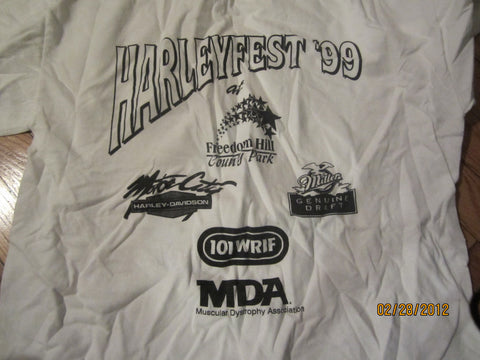 HARLEYFEST '99
at
Freedom Hill
County Park
Motor City
HARLEY-DAVIDSON
Miller
GENUINE
DRAFT
101 WRIF
MDA
Muscular Dystrophy Association
02/28/2012